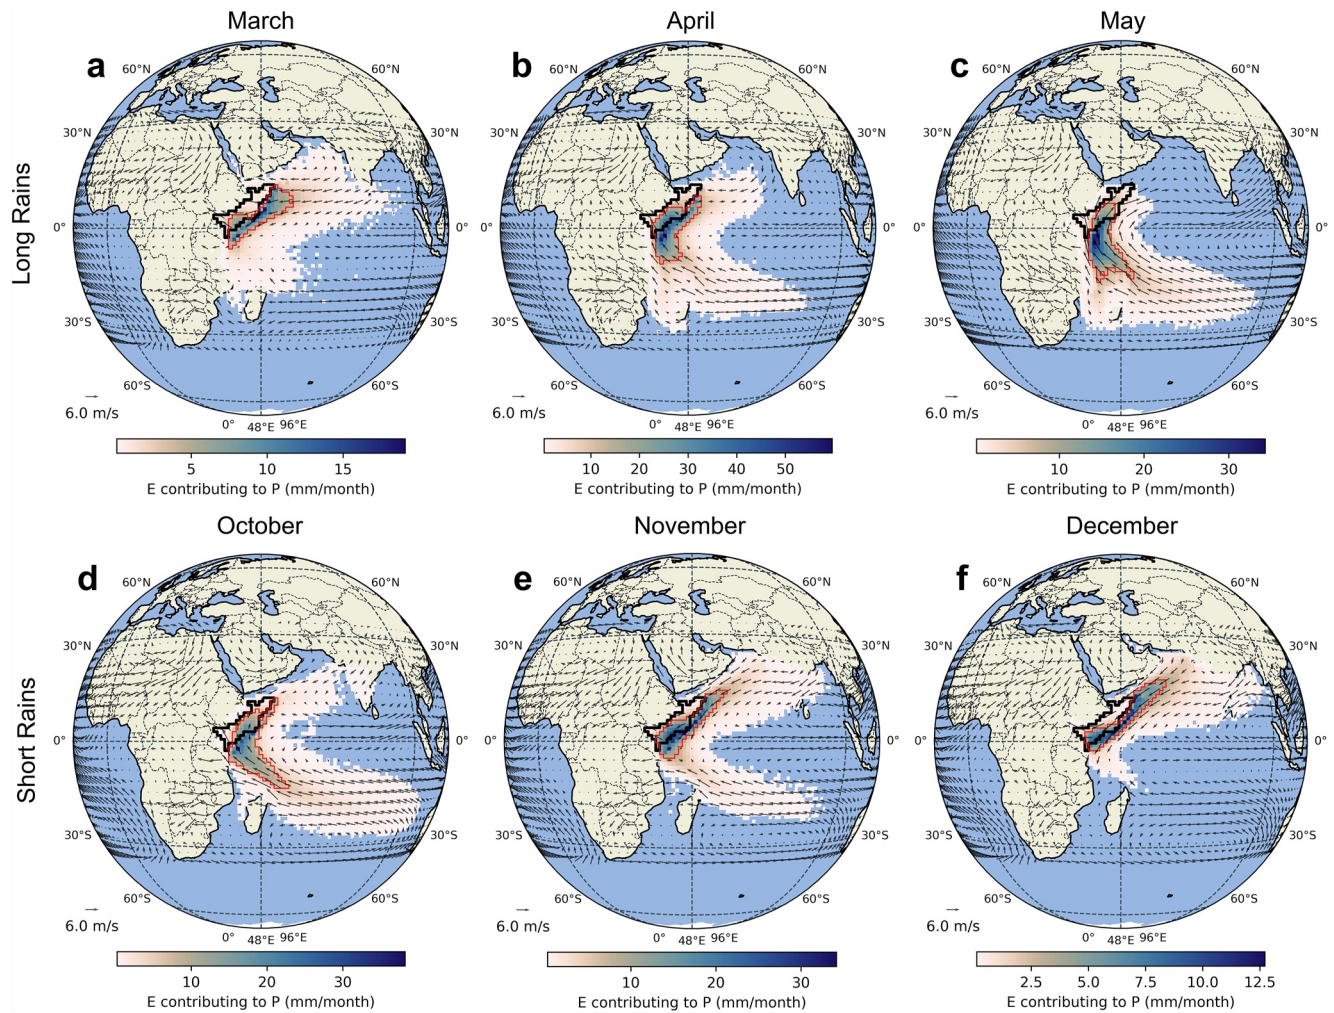 March
April
May
Long Rains
a
60°N
60°N
30°N
30°N
0°
0°
30°S
30°S
60°S
60°S
0°
48°E
96°E
6.0 m/s
5
10
15
E contributing to P (mm/month)
b
60°N
60°N
30°N
30°N
0°
0°
30°S
30°S
60°S
60°S
0°
48°E
96°E
6.0 m/s
10
20
30
40
50
E contributing to P (mm/month)
c
60°N
60°N
30°N
30°N
0°
0°
30°S
30°S
60°S
60°S
0°
48°E
96°E
6.0 m/s
10
20
30
E contributing to P (mm/month)
October
November
December
Short Rains
d
60°N
60°N
30°N
30°N
0°
0°
30°S
30°S
60°S
60°S
0°
48°E
96°E
6.0 m/s
10
20
30
E contributing to P (mm/month)
e
60°N
60°N
30°N
30°N
0°
0°
30°S
30°S
60°S
60°S
0°
48°E
96°E
6.0 m/s
10
20
30
E contributing to P (mm/month)
f
60°N
60°N
30°N
30°N
0°
0°
30°S
30°S
60°S
60°S
0°
48°E
96°E
6.0 m/s
2.5
5.0
7.5
10.0
12.5
E contributing to P (mm/month)